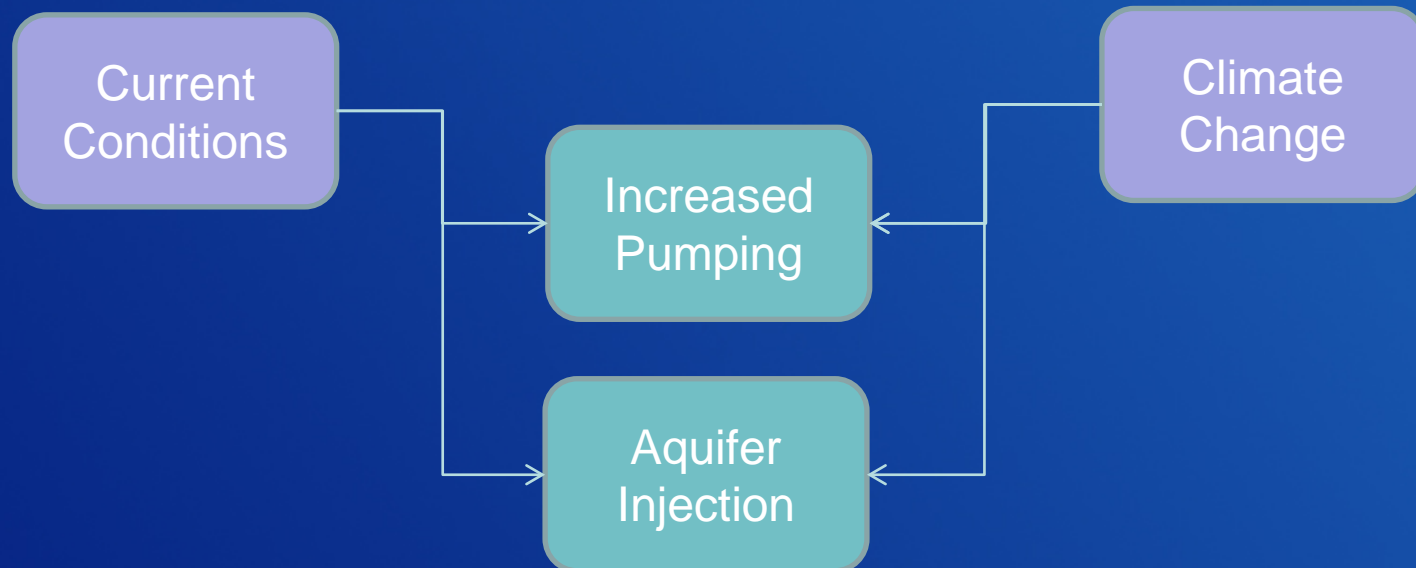 Current
Conditions
Climate
Change
Increased
Pumping
Aquifer
Injection